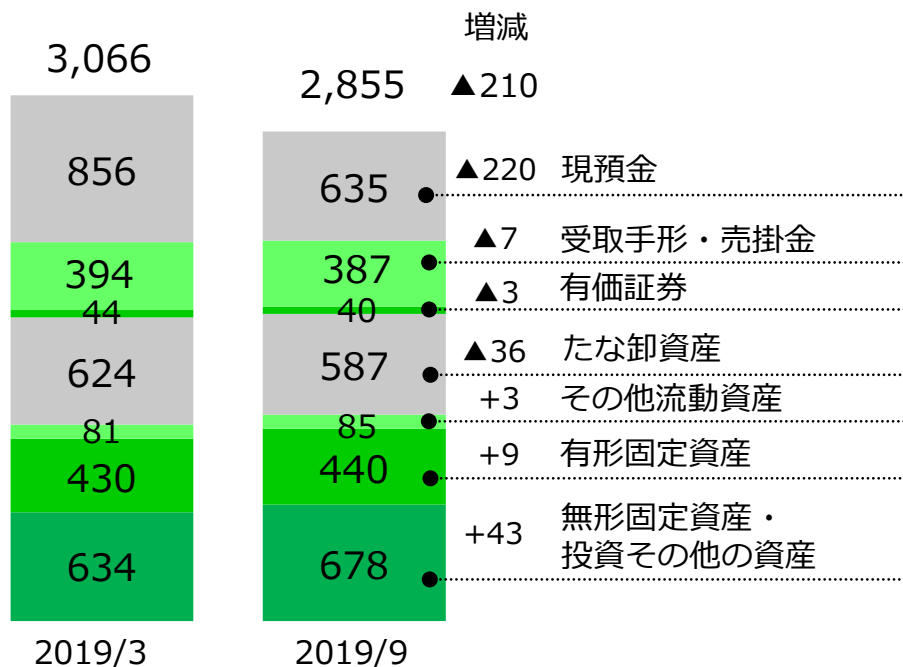 増減
3,066
2,855 ▲210
856
635
▲220 現預金
394
387
▲7 受取手形・売掛金
44
40
▲3 有価証券
624
587
▲36 たな卸資産
81
85
+3 その他流動資産
430
440
+9 有形固定資産
634
678
+43 無形固定資産・
投資その他の資産
2019/3
2019/9